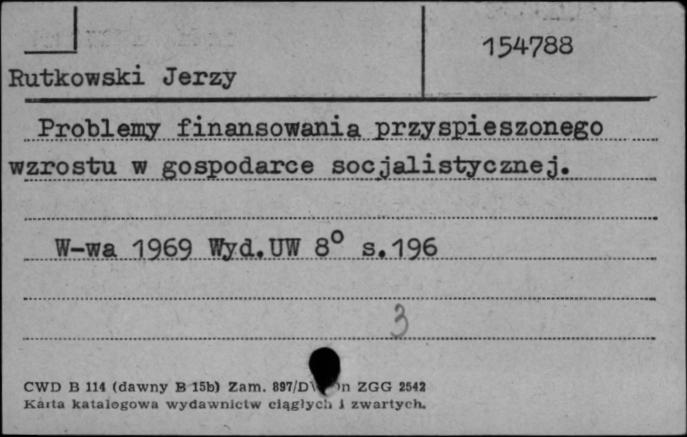 154788
Rutkowski Jerzy
Problemy finansowania przyspieszonego
wzrostu w gospodarce socjalistycznej.
W-wa 1969 Wyd.UW 8° s.196
3
CWD B 114 (dawny B 15b) Zam. 897/D ZGG 2542
Karta katalogowa wydawnictw ciągłych i zwartych.